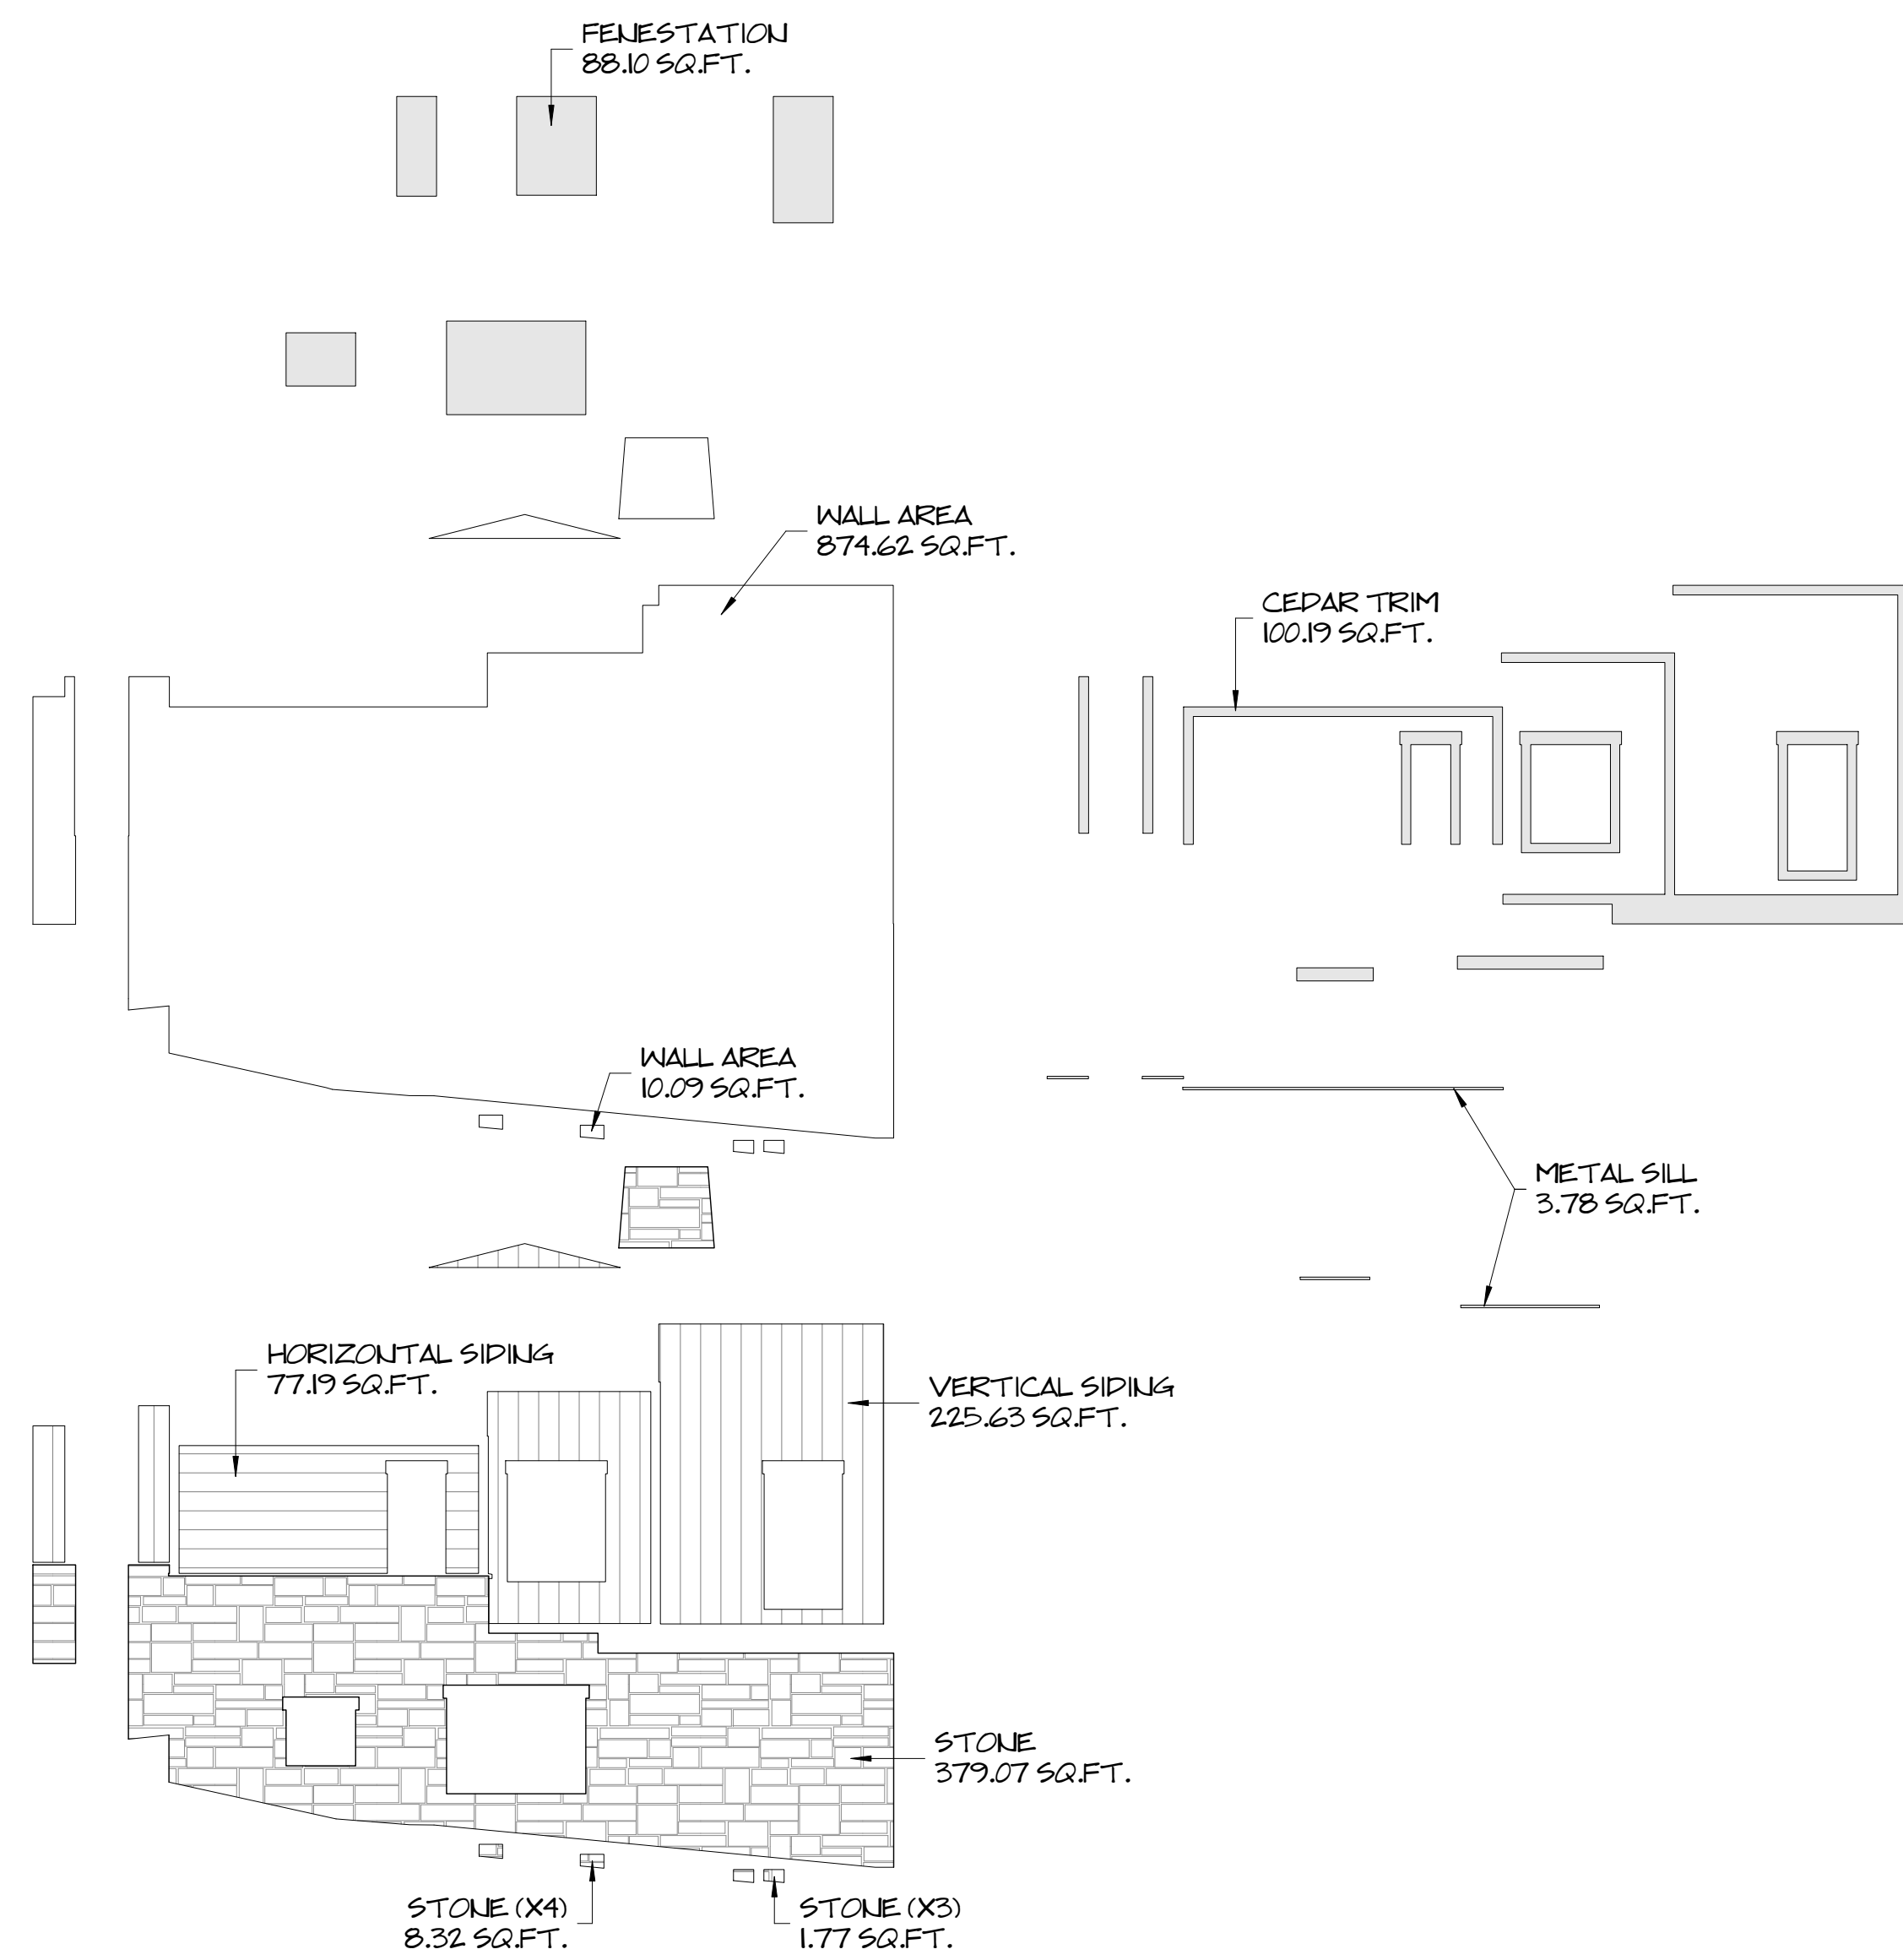 FENESTATION
88.10 SQ.FT.
WALL AREA
874.62 SQ.FT.
CEDAR TRIM
100.19 SQ.FT.
WALL AREA
10.09 SQ.FT.
METAL SILL
3.78 SQ.FT.
HORIZONTAL SIDING
77.19 SQ.FT.
VERTICAL SIDING
225.63 SQ.FT.
STONE
379.07 SQ.FT.
STONE (X4)
8.32 SQ.FT.
STONE (X3)
1.77 SQ.FT.